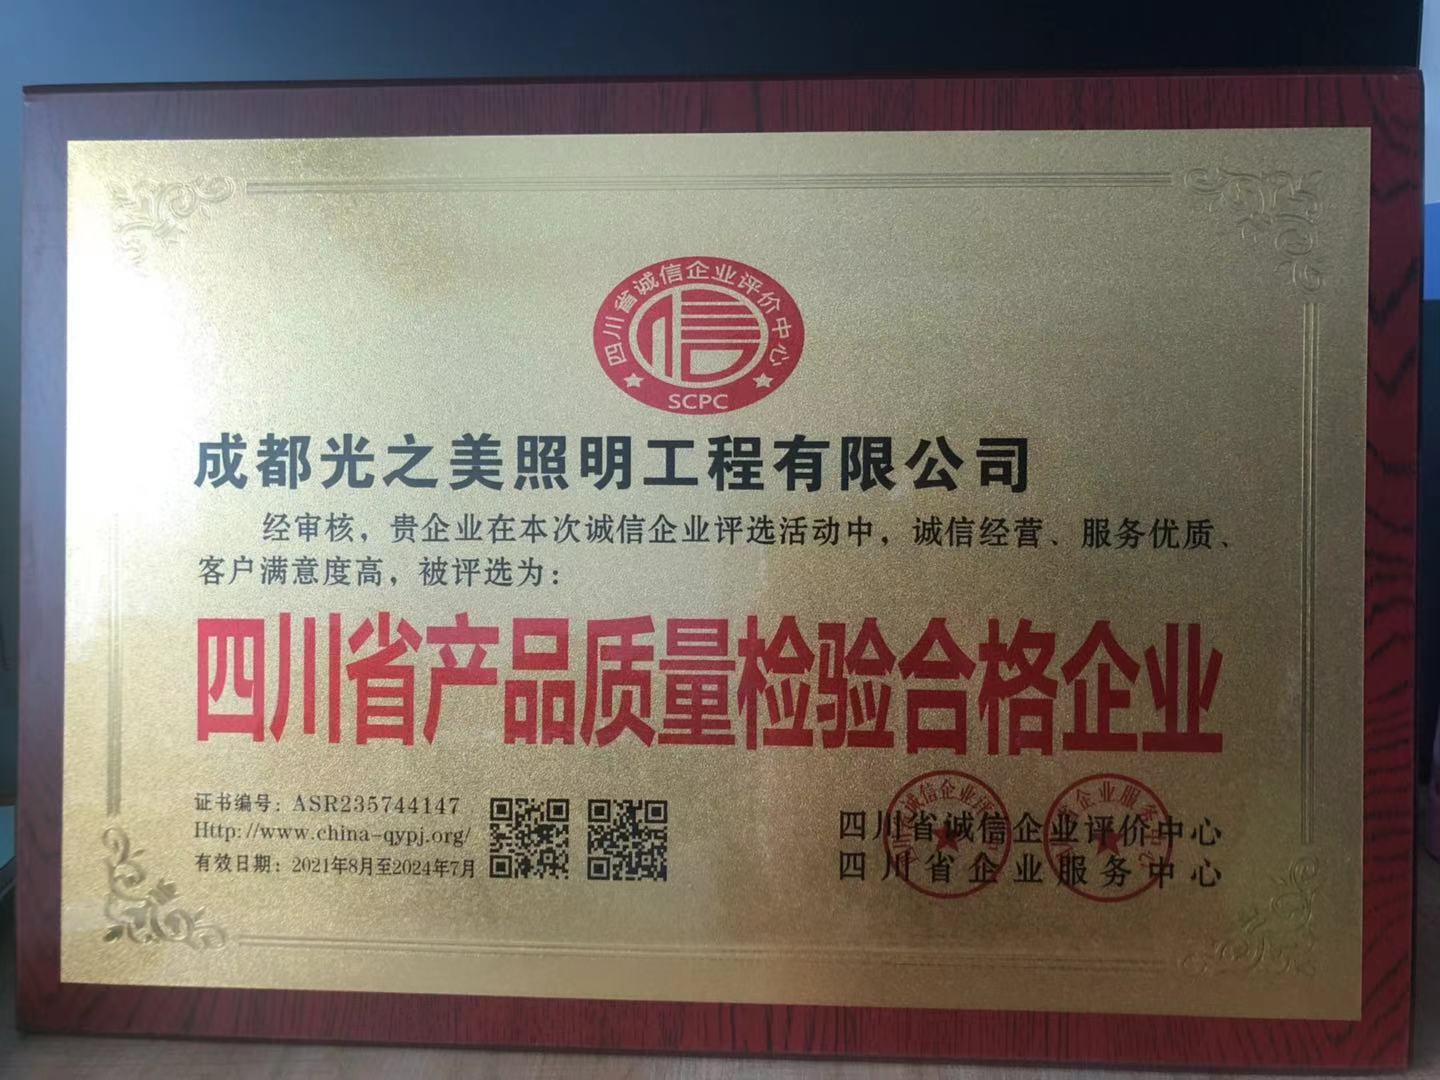 四川省诚信企业评价中心
SCPC
成都光之美照明工程有限公司
经审核，贵企业在本次诚信企业评选活动中，诚信经营、服务优质、
客户满意度高，被评选为：
四川省产品质量检验合格企业
证书编号：ASR235744147
Http://www.china-qypj.org/
有效日期：2021年8月至2024年7月
四川省诚信企业评价中心
四川省企业服务中心